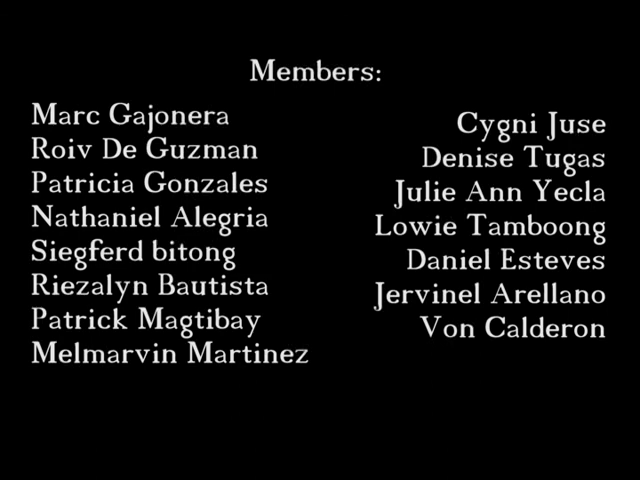 Members:
Marc Gajonera
Roiv De Guzman
Patricia Gonzales
Nathaniel Alegria
Siegferd bitong
Riezalyn Bautista
Patrick Magtibay
Melmarvin Martinez
Cygni Juse
Denise Tugas
Julie Ann Yecla
Lowie Tamboong
Daniel Esteves
Jervinel Arellano
Von Calderon